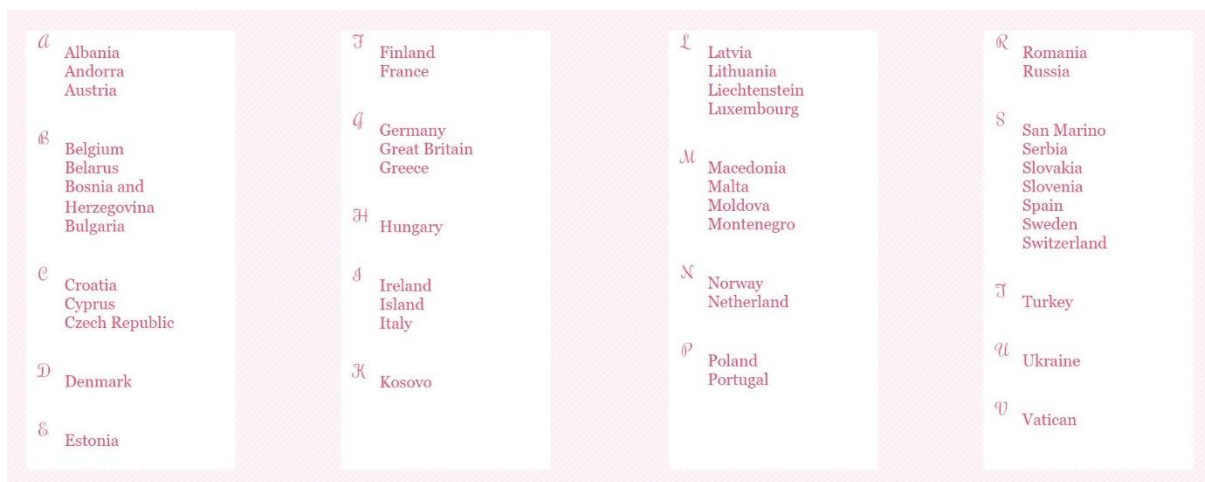 A
Albania
Andorra
Austria
B
Belgium
Belarus
Bosnia and
Herzegovina
Bulgaria
C
Croatia
Cyprus
Czech Republic
D
Denmark
E
Estonia
F
Finland
France
G
Germany
Great Britain
Greece
H
Hungary
I
Ireland
Island
Italy
K
Kosovo
L
Latvia
Lithuania
Liechtenstein
Luxembourg
M
Macedonia
Malta
Moldova
Montenegro
N
Norway
Netherland
P
Poland
Portugal
R
Romania
Russia
S
San Marino
Serbia
Slovakia
Slovenia
Spain
Sweden
Switzerland
T
Turkey
U
Ukraine
V
Vatican